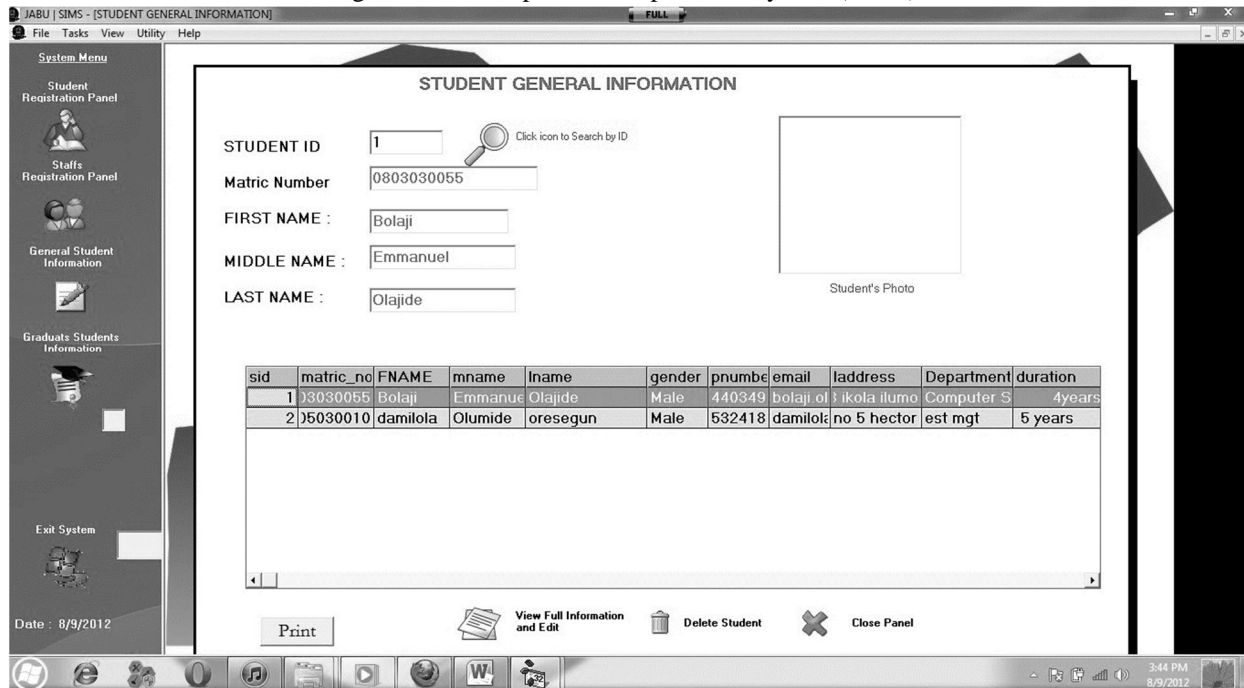 JABU | SIMS - [STUDENT GENERAL INFORMATION]
FULL
File Tasks View Utility Help
System Menu
Student
Registration Panel
Staffs
Registration Panel
General Student
Information
Graduats Students
Information
Exit System
Date : 8/9/2012
STUDENT GENERAL INFORMATION
STUDENT ID 1 Click icon to Search by ID
Matric Number 0803030055
FIRST NAME : Bolaji
MIDDLE NAME : Emmanuel
LAST NAME : Olajide
Student's Photo
sid matric_no FNAME mname lname gender pnumbe email laddress Department duration
1 03030055 Bolaji Emmanue Olajide Male 440349 bolaji.ol ikola ilumo Computer S 4years
2 05030010 damilola Olumide oresegun Male 532418 damilola no 5 hector est mgt 5 years
Print
View Full Information
and Edit
Delete Student
Close Panel
3:44 PM
8/9/2012